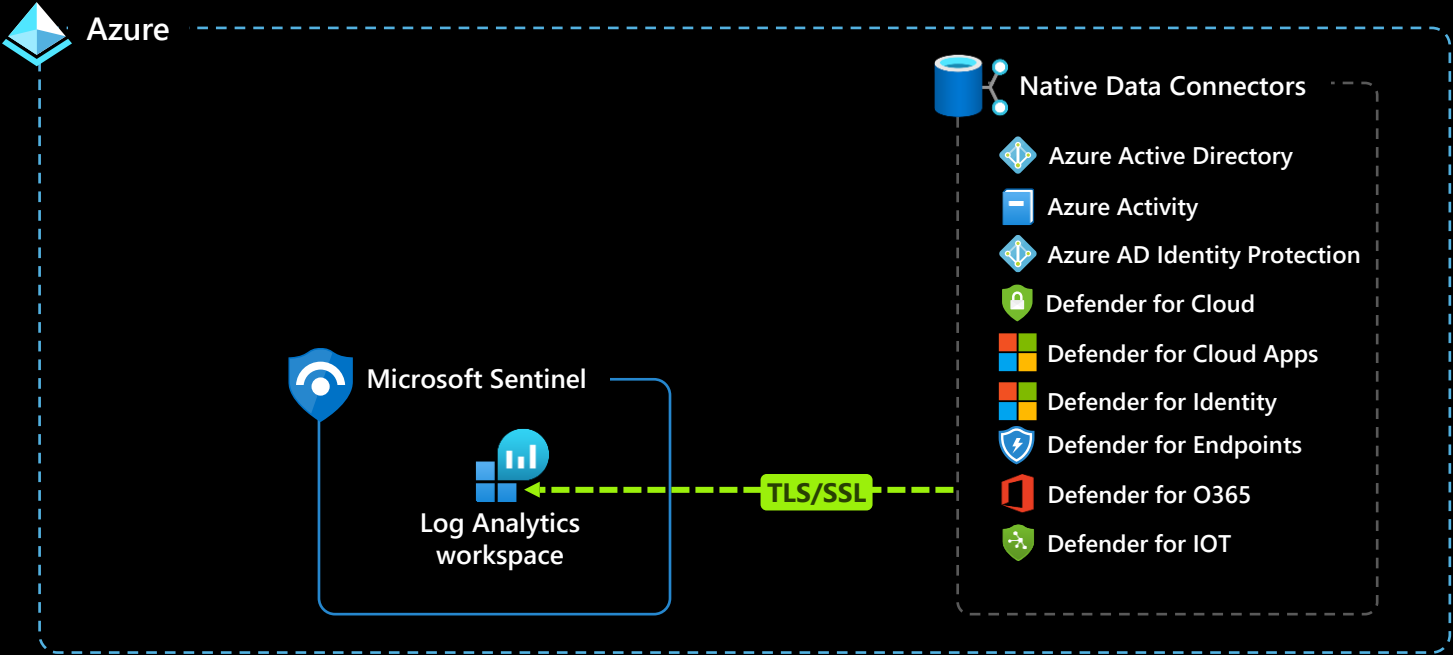 Azure
Native Data Connectors
Azure Active Directory
Azure Activity
Azure AD Identity Protection
Defender for Cloud
Defender for Cloud Apps
Defender for Identity
Defender for Endpoints
Defender for O365
Defender for IOT
Microsoft Sentinel
Log Analytics
workspace
TLS/SSL